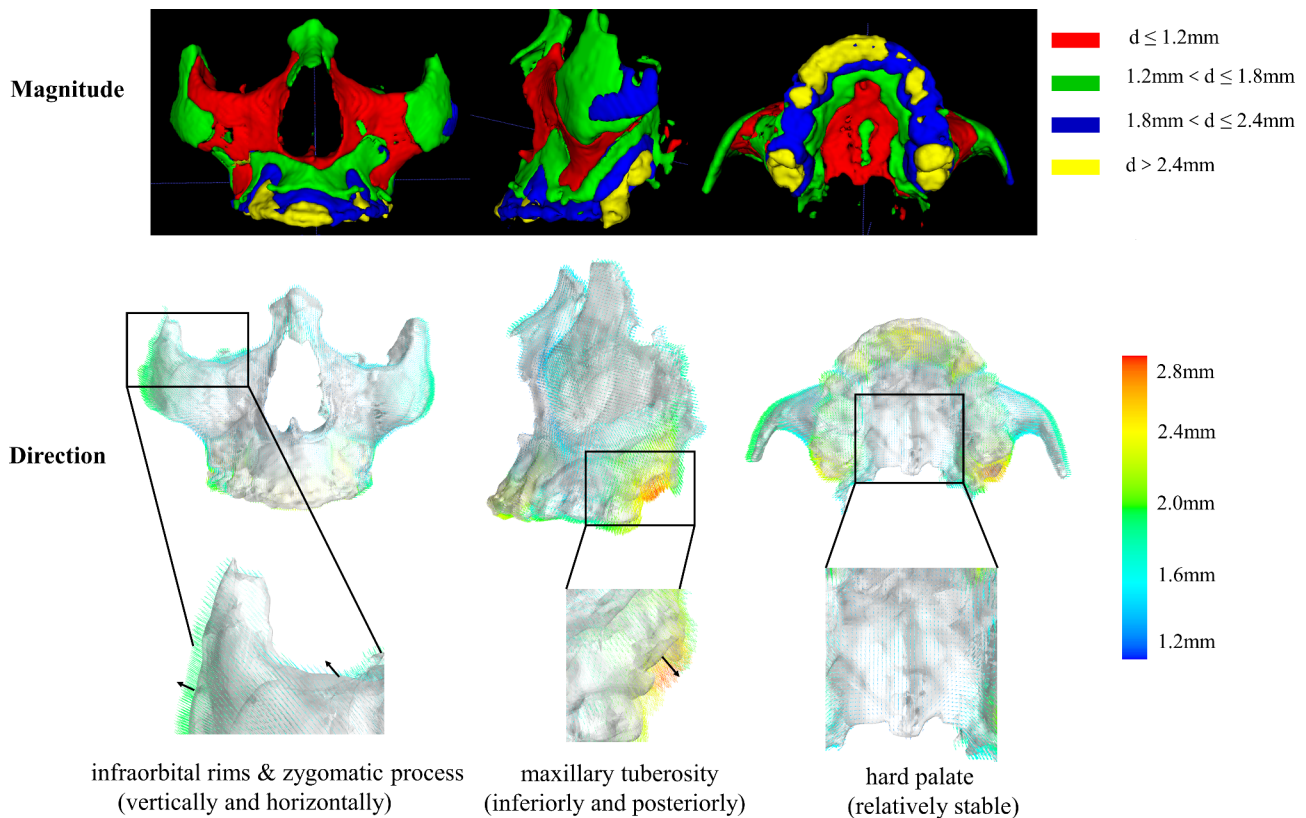 Magnitude
d ≤ 1.2mm
1.2mm < d ≤ 1.8mm
1.8mm < d ≤ 2.4mm
d > 2.4mm
Direction
2.8mm
2.4mm
2.0mm
1.6mm
1.2mm
infraorbital rims & zygomatic process
(vertically and horizontally)
maxillary tuberosity
(inferiorly and posteriorly)
hard palate
(relatively stable)